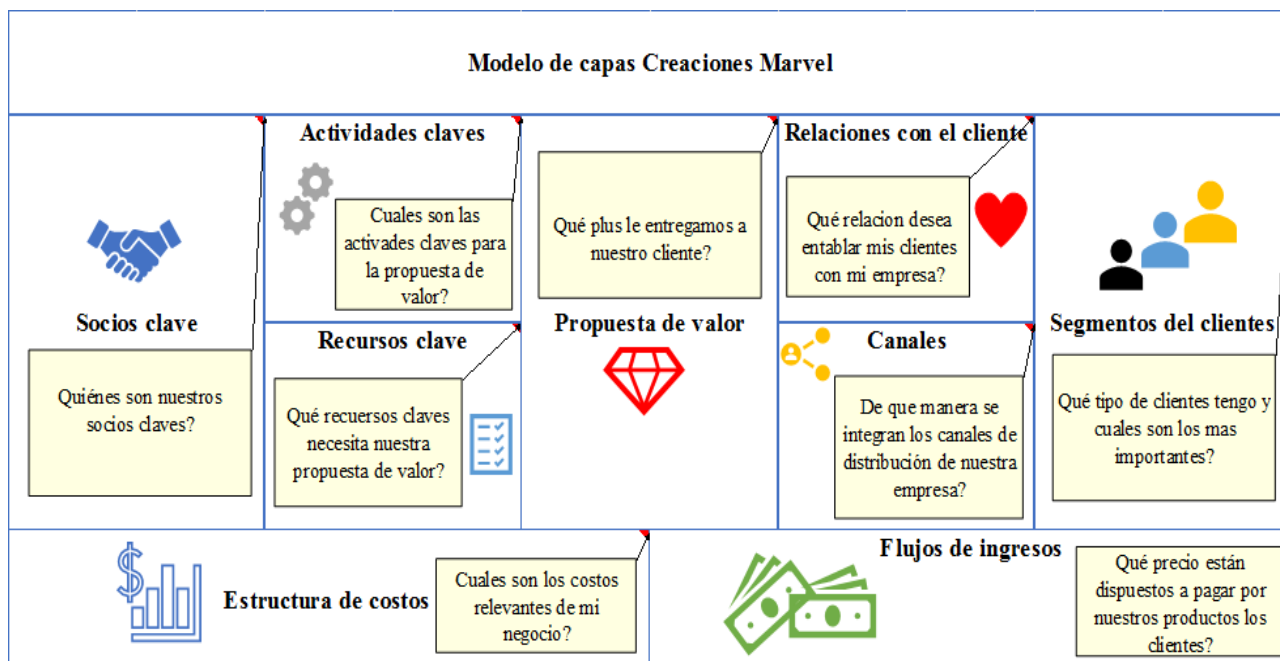 Modelo de capas Creaciones Marvel
Socios clave
Quiénes son nuestros
socios claves?
Actividades claves
Cuales son las
activades claves para
la propuesta de
valor?
Recursos clave
Qué recuersos claves
necesita nuestra
propuesta de valor?
Qué plus le entregamos a
nuestro cliente?
Propuesta de valor
Relaciones con el cliente
Qué relacion desea
entablar mis clientes
con mi empresa?
Canales
De que manera se
integran los canales de
distribución de nuestra
empresa?
Segmentos del clientes
Qué tipo de clientes tengo y
cuales son los mas
importantes?
Estructura de costos
Cuales son los costos
relevantes de mi
negocio?
Flujos de ingresos
Qué precio están
dispuestos a pagar por
nuestros productos los
clientes?